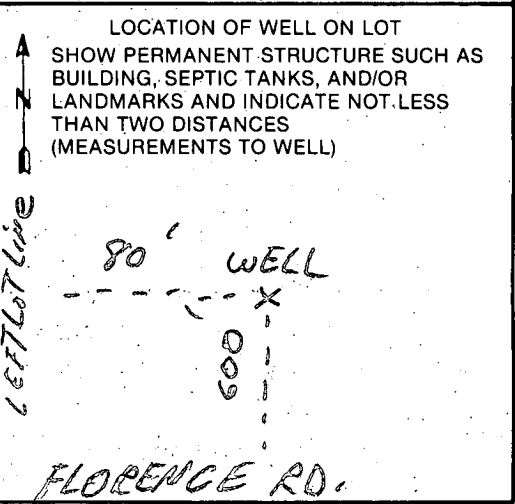 LOCATION OF WELL ON LOT
SHOW PERMANENT STRUCTURE SUCH AS
BUILDING, SEPTIC TANKS, AND/OR
LANDMARKS AND INDICATE NOT LESS
THAN TWO DISTANCES
(MEASUREMENTS TO WELL)
N
LEFT LOT LINE
80' WELL
600
FLORENCE RD.